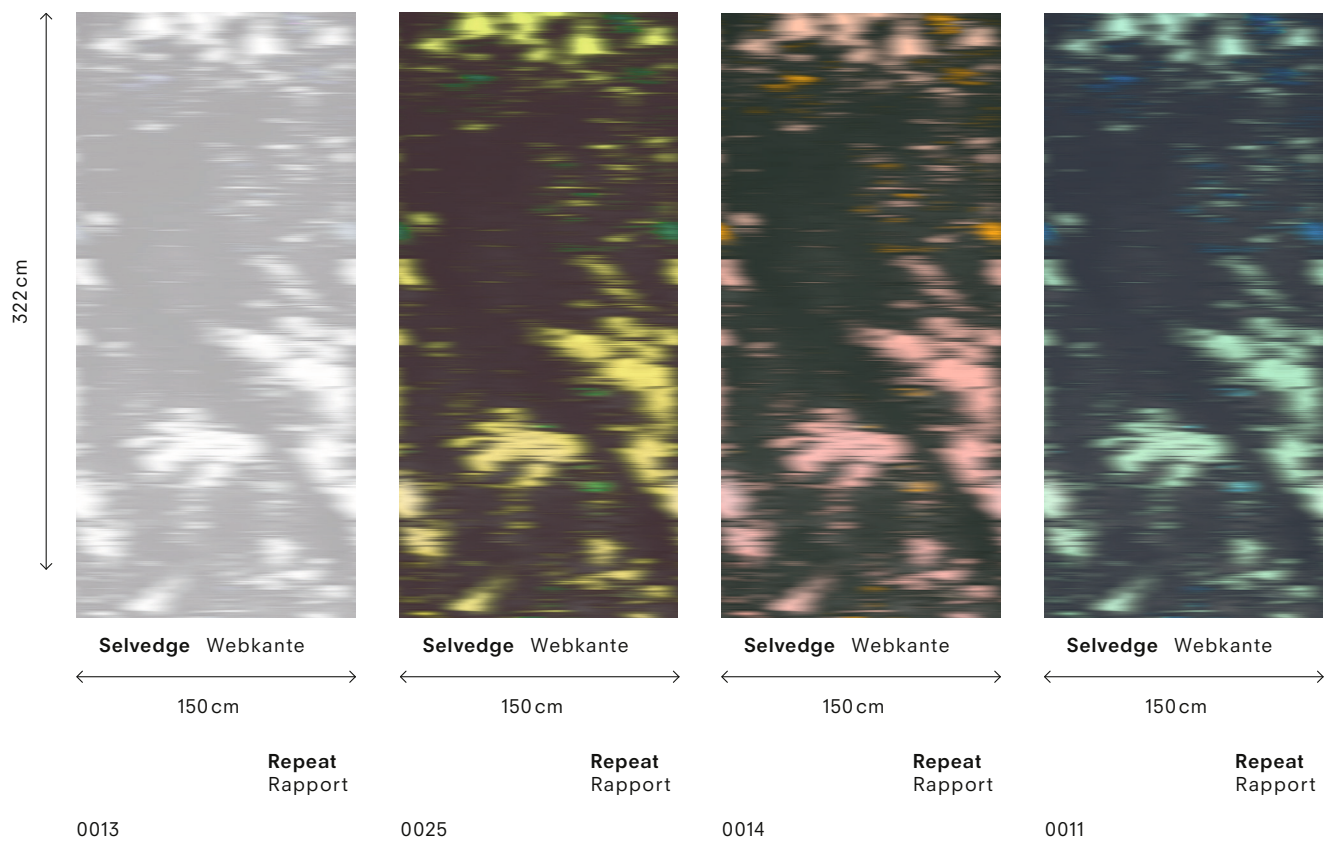 322 cm
Selvedge Webkante
150 cm
Repeat
Rapport
0013
Selvedge Webkante
150 cm
Repeat
Rapport
0025
Selvedge Webkante
150 cm
Repeat
Rapport
0014
Selvedge Webkante
150 cm
Repeat
Rapport
0011